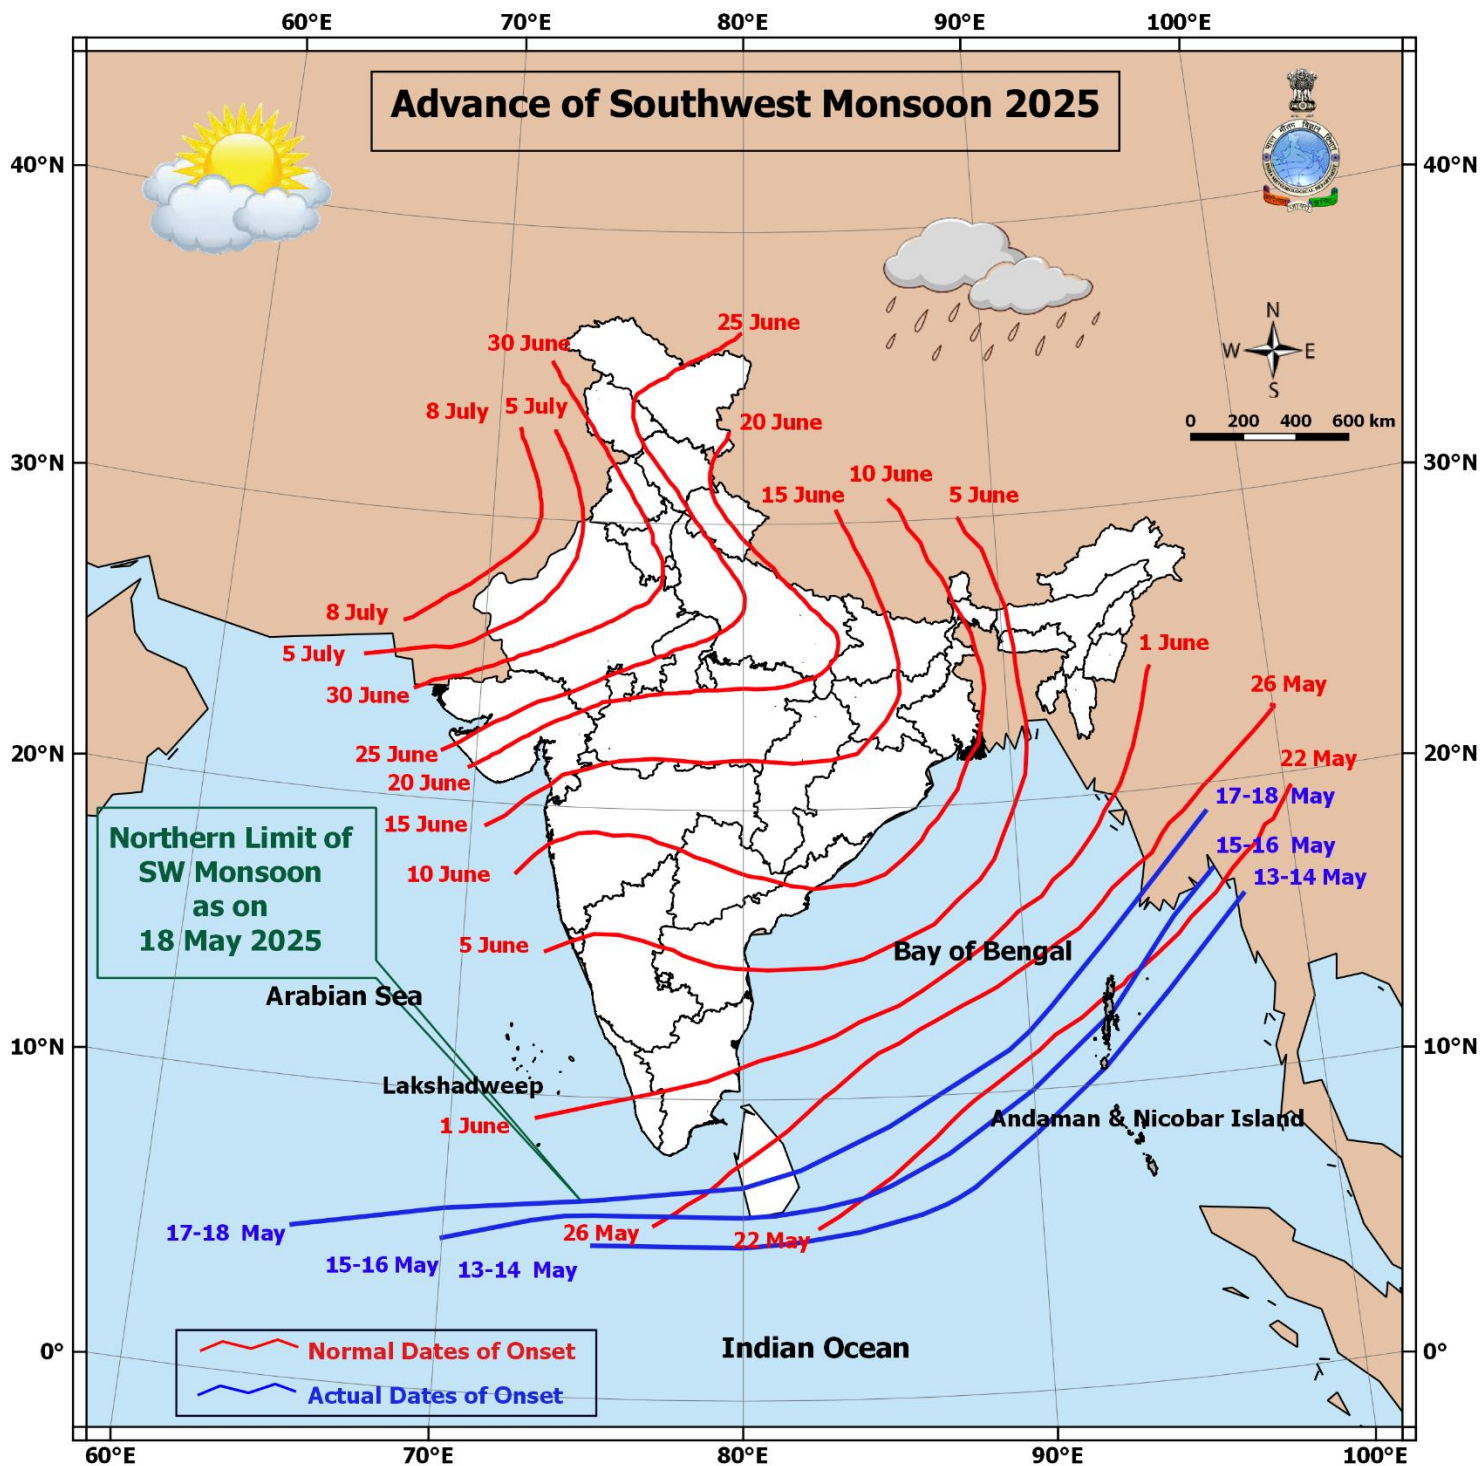 60°E 70°E 80°E 90°E 100°E
Advance of Southwest Monsoon 2025
40°N 40°N
N
W E
S
25 June
30 June
8 July 5 July
0 200 400 600 km
20 June
30°N 30°N
10 June
15 June 5 June
8 July
1 June
5 July
26 May
30 June
25 June
20°N 20°N
22 May
20 June
17-18 May
15 June
Northern Limit of
SW Monsoon
as on
18 May 2025
15-16 May
10 June
13-14 May
5 June
Bay of Bengal
Arabian Sea
10°N 10°N
Lakshadweep
1 June
Andaman & Nicobar Island
17-18 May
26 May
22 May
15-16 May
13-14 May
0° 0°
Indian Ocean
Normal Dates of Onset
Actual Dates of Onset
60°E 70°E 80°E 90°E 100°E